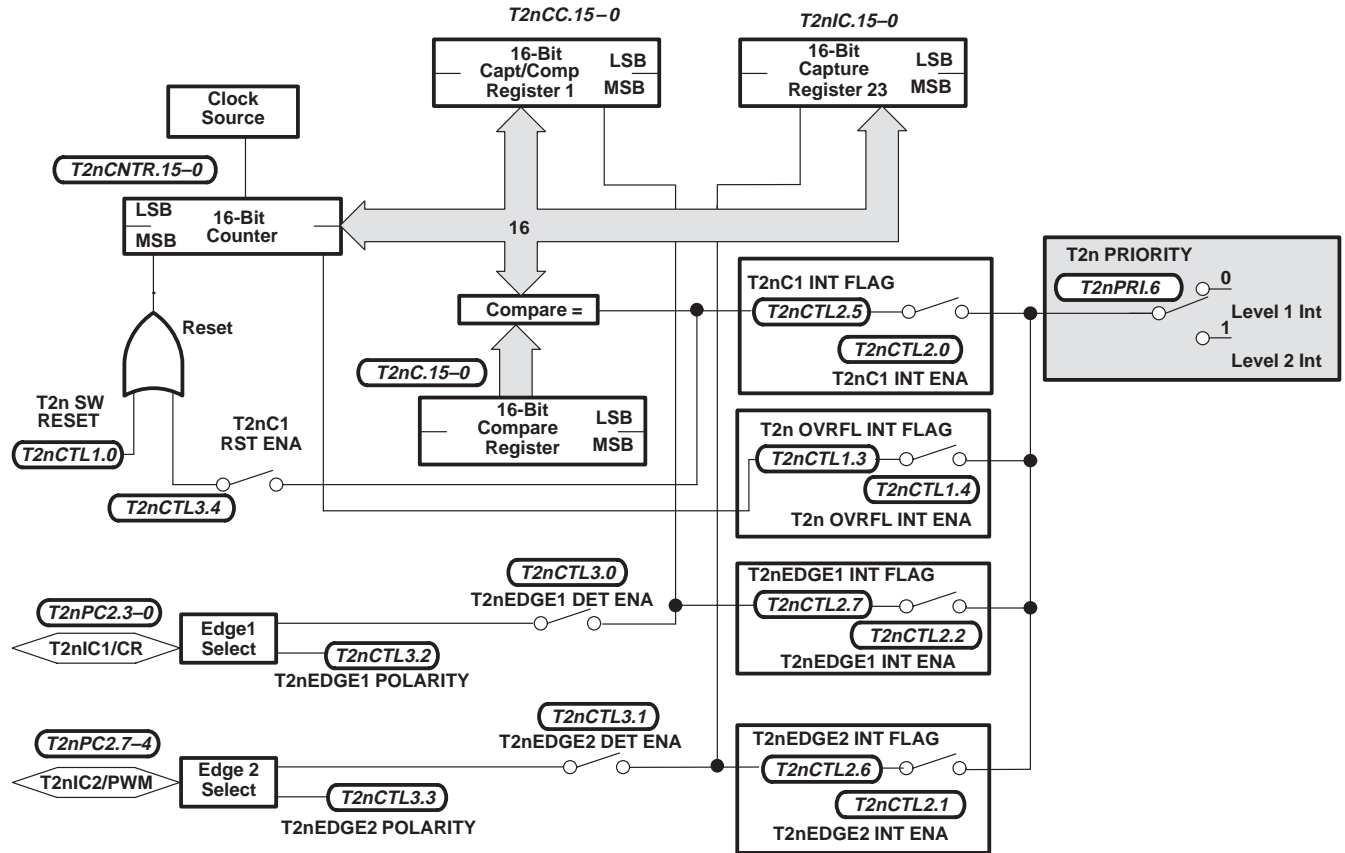 T2nCC.15–0
T2nIC.15–0
16-Bit
Capt/Comp
Register 1
LSB
MSB
16-Bit
Capture
Register 23
LSB
MSB
Clock
Source
T2nCNTR.15–0
LSB
MSB
16-Bit
Counter
16
Compare =
Reset
T2nC.15–0
16-Bit
Compare
Register
LSB
MSB
T2n SW
RESET
T2nCTL1.0
T2nC1
RST ENA
T2nCTL3.4
T2nC1 INT FLAG
T2nCTL2.5
T2nCTL2.0
T2nC1 INT ENA
T2n PRIORITY
T2nPRI.6
0
Level 1 Int
1
Level 2 Int
T2n OVRFL INT FLAG
T2nCTL1.3
T2nCTL1.4
T2n OVRFL INT ENA
T2nCTL3.0
T2nEDGE1 DET ENA
T2nPC2.3–0
T2nIC1/CR
Edge1
Select
T2nCTL3.2
T2nEDGE1 POLARITY
T2nEDGE1 INT FLAG
T2nCTL2.7
T2nCTL2.2
T2nEDGE1 INT ENA
T2nCTL3.1
T2nEDGE2 DET ENA
T2nPC2.7–4
T2nIC2/PWM
Edge 2
Select
T2nCTL3.3
T2nEDGE2 POLARITY
T2nEDGE2 INT FLAG
T2nCTL2.6
T2nCTL2.1
T2nEDGE2 INT ENA